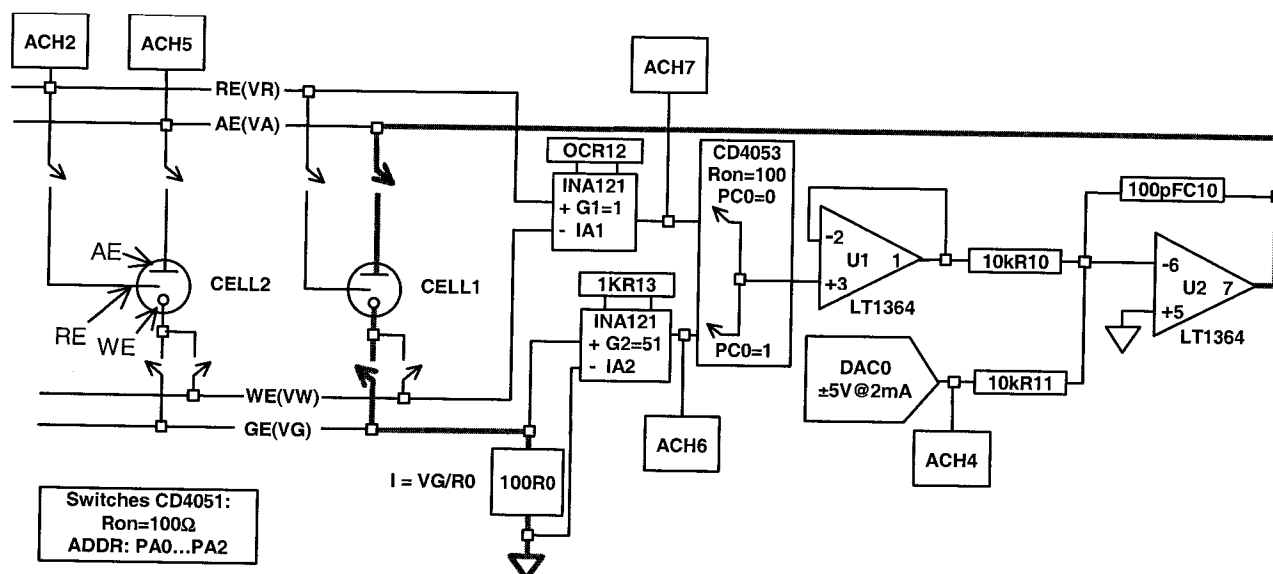 ACH2
ACH5
RE(VR)
AE(VA)
ACH7
OCR12
INA121
+ G1=1
- IA1
CD4053
Ron=100
PC0=0
PC0=1
-2
U1 1
+3
LT1364
10kR10
100pFC10
-6
U2 7
+5
LT1364
AE
CELL2
RE
WE
CELL1
1KR13
INA121
+ G2=51
- IA2
DAC0
±5V@2mA
10kR11
ACH4
ACH6
WE(VW)
GE(VG)
I = VG/R0
100R0
Switches CD4051:
Ron=100Ω
ADDR: PA0...PA2